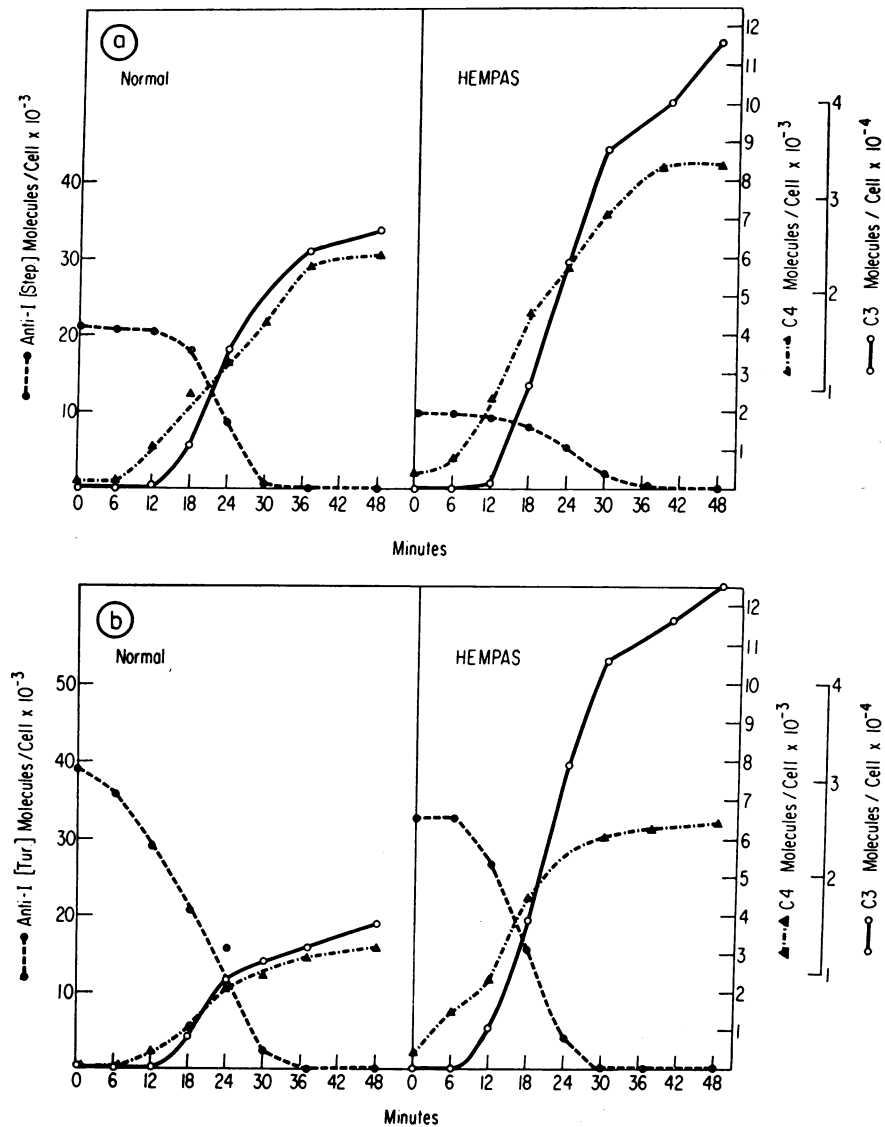 a
Normal
HEMPAS
Anti-I [Step] Molecules/Cell x 10⁻³
40
30
20
10
0 6 12 18 24 30 36 42 48
0 6 12 18 24 30 36 42 48
12
11
10
9
8
7
6
5
4
3
2
1
C4 Molecules/Cell x 10⁻³
4
3
2
1
C3 Molecules/Cell x 10⁻⁴
Minutes
b
Normal
HEMPAS
Anti-I [Tur] Molecules/Cell x 10⁻³
50
40
30
20
10
0 6 12 18 24 30 36 42 48
0 6 12 18 24 30 36 42 48
12
11
10
9
8
7
6
5
4
3
2
1
C4 Molecules/Cell x 10⁻³
4
3
2
1
C3 Molecules/Cell x 10⁻⁴
Minutes